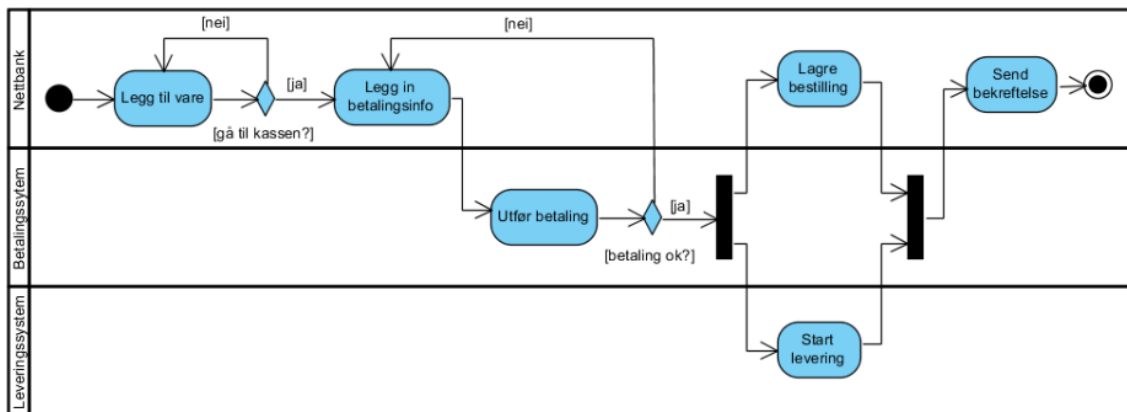 Nettbank
[nei]
Legg til vare
[gå til kassen?]
[ja]
Legg in
betalingsinfo
[nei]
Lagre
bestilling
Send
bekreftelse
Betalingssytem
Utfør betaling
[betaling ok?]
[ja]
Leveringssystem
Start
levering